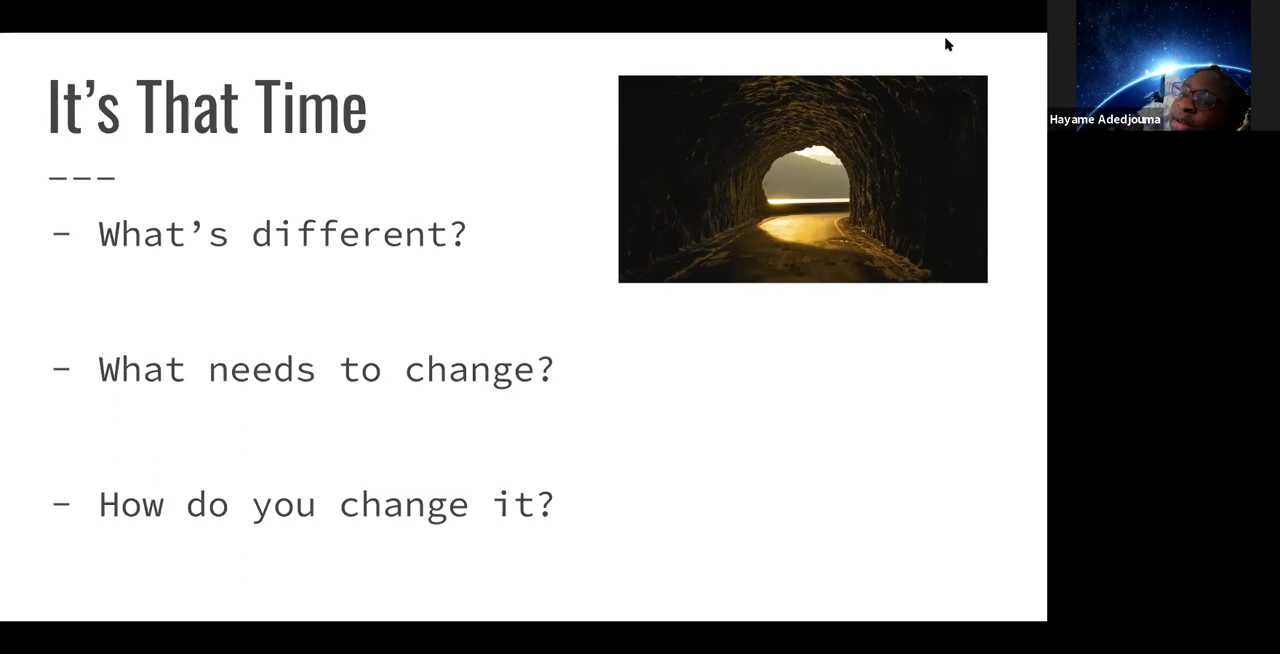 It’s That Time
– What’s different?
– What needs to change?
– How do you change it?
Hayame Adedjouma